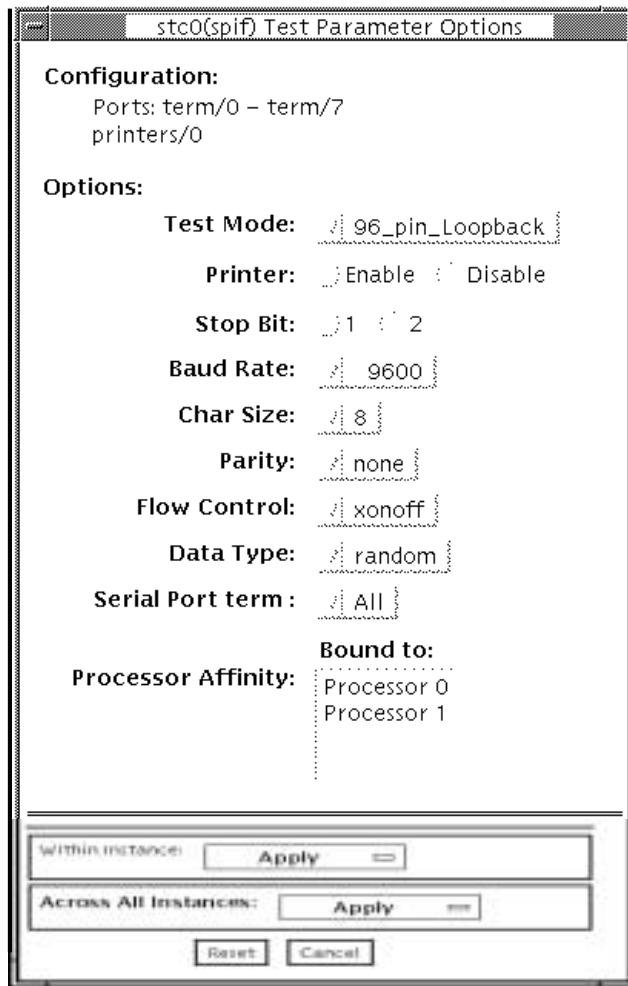 stc0(spif) Test Parameter Options
Configuration:
Ports: term/0 – term/7
printers/0
Options:
Test Mode: 96_pin_Loopback
Printer: Enable Disable
Stop Bit: 1 2
Baud Rate: 9600
Char Size: 8
Parity: none
Flow Control: xonoff
Data Type: random
Serial Port term : All
Bound to:
Processor Affinity: Processor 0
Processor 1
Within instance: Apply
Across All Instances: Apply
Reset Cancel